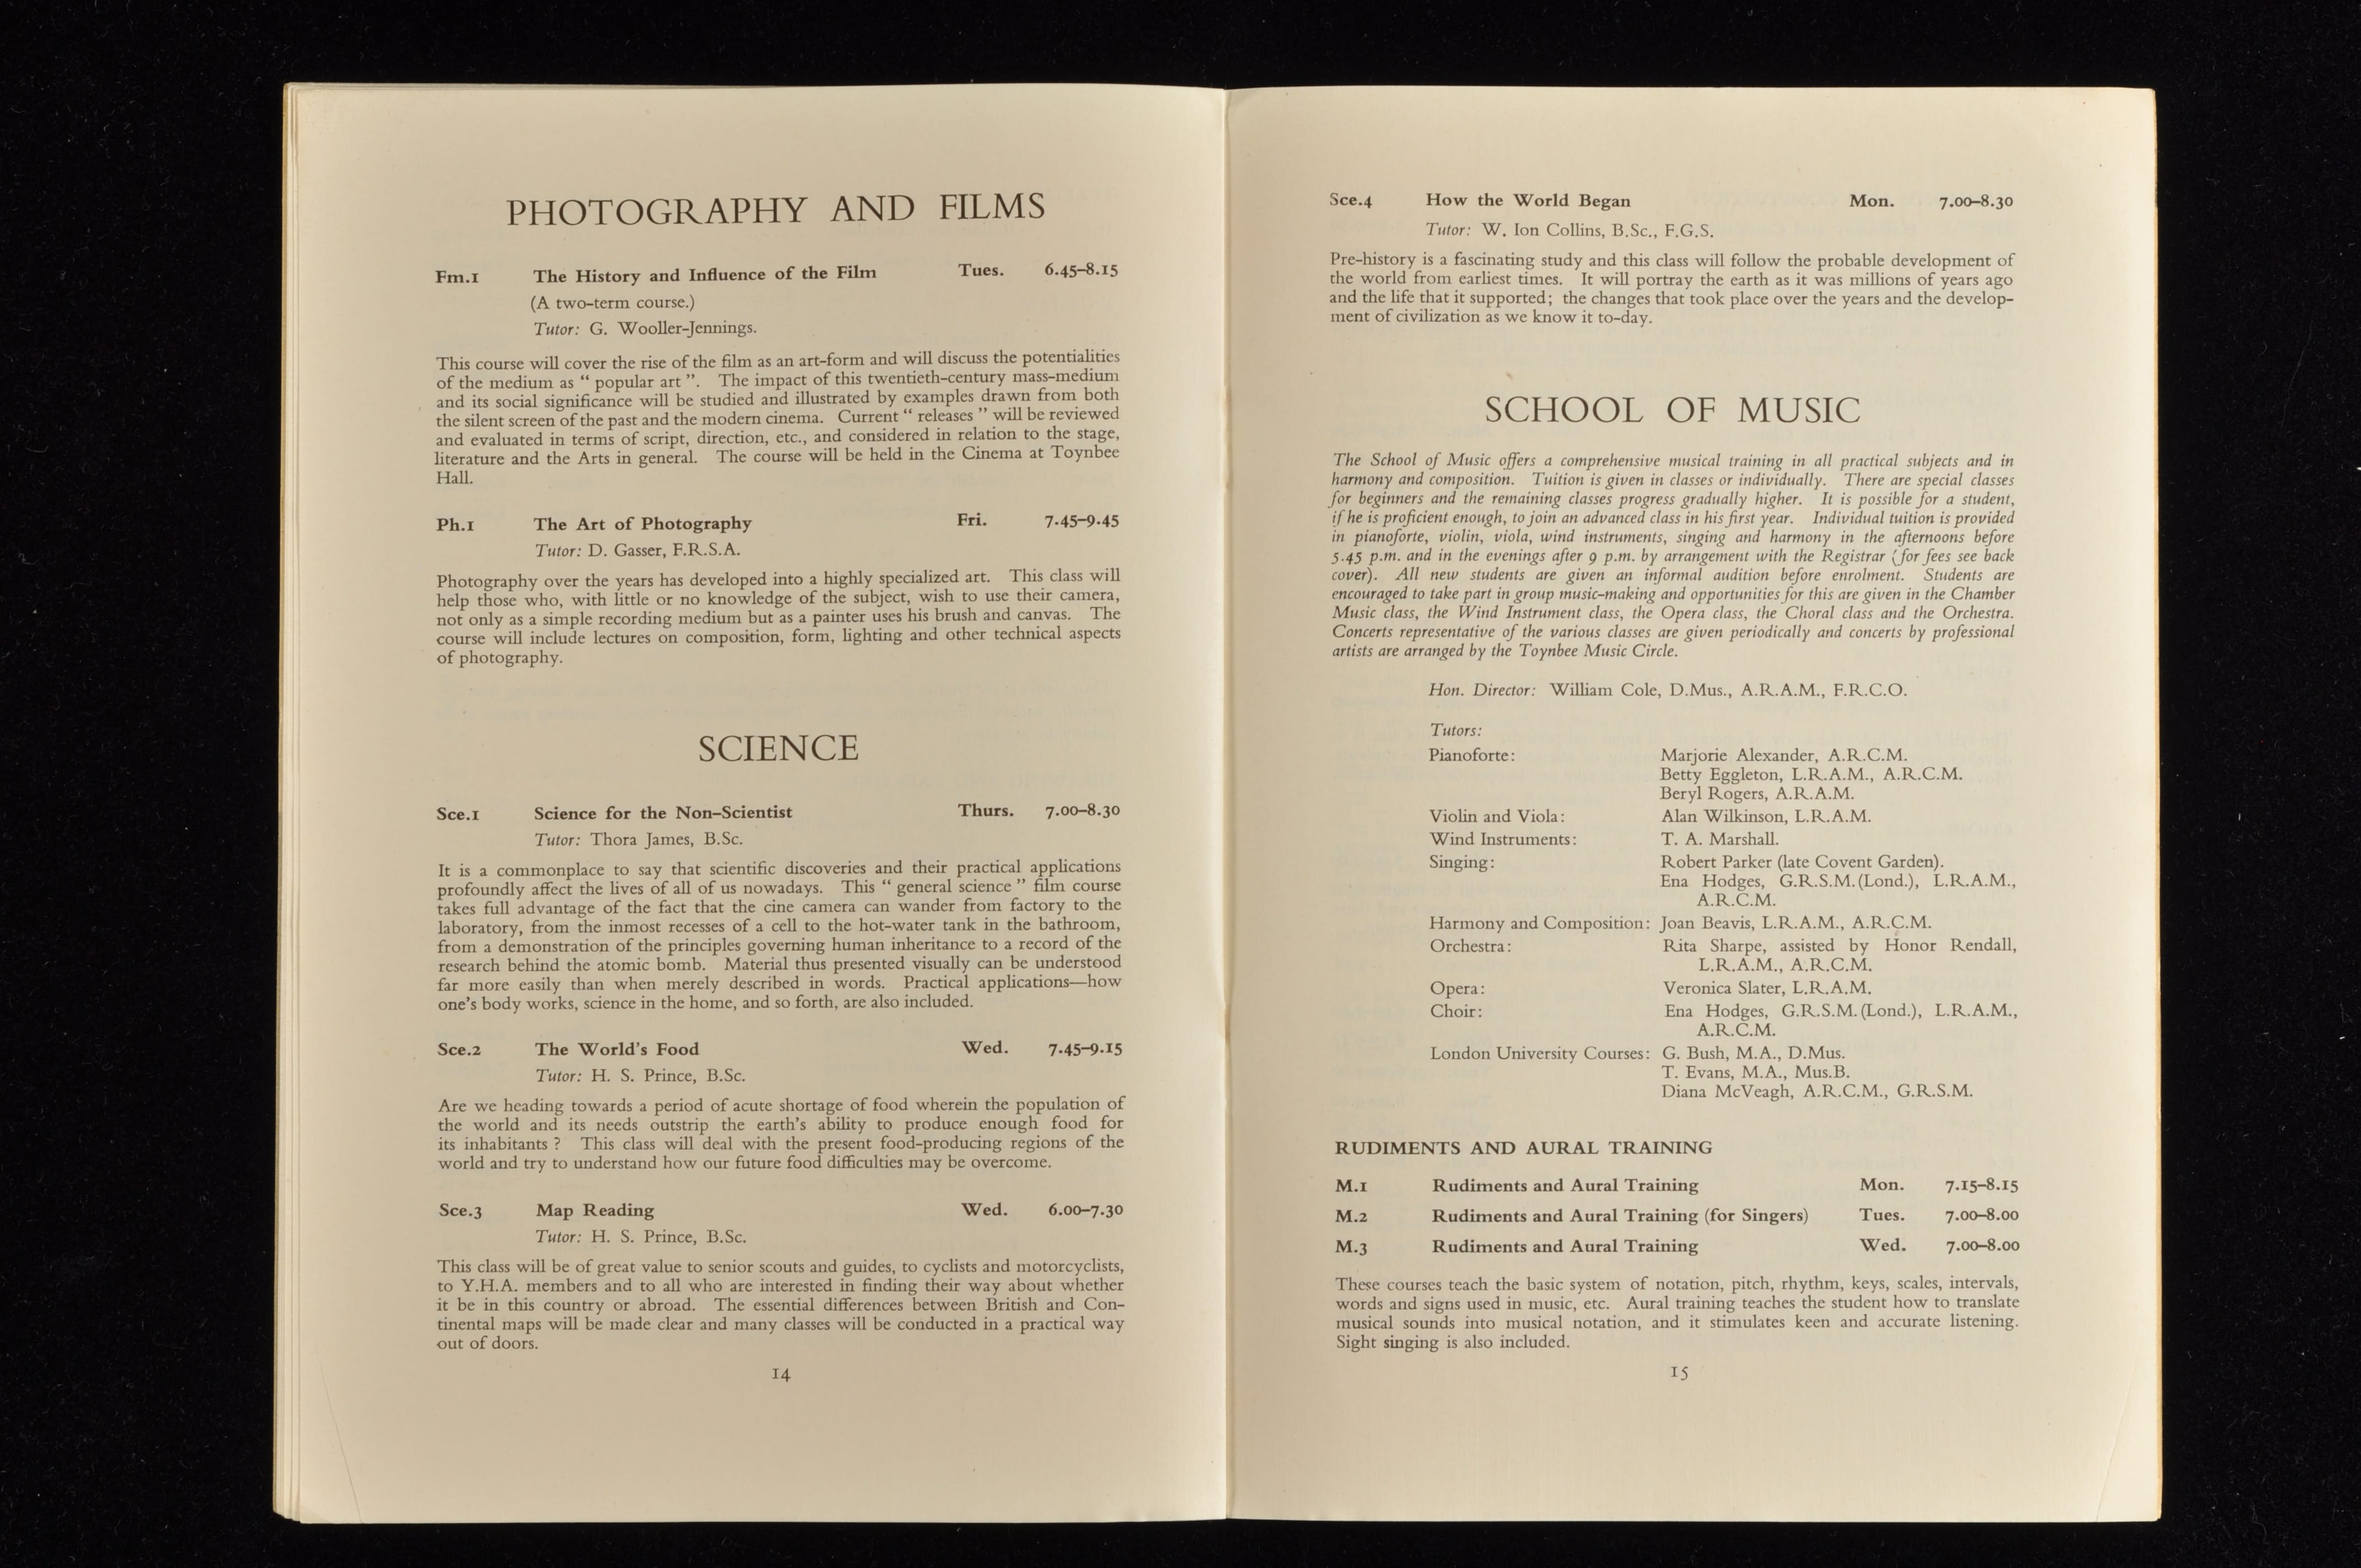 PHOTOGRAPHY AND FILMS
Fm.1 The History and Influence of the Film Tues. 6.45–8.15
(A two-term course.)
Tutor: G. Wooller-Jennings.
This course will cover the rise of the film as an art-form and will discuss the potentialities
of the medium as “ popular art ”. The impact of this twentieth-century mass-medium
and its social significance will be studied and illustrated by examples drawn from both
the silent screen of the past and the modern cinema. Current “ releases ” will be reviewed
and evaluated in terms of script, direction, etc., and considered in relation to the stage,
literature and the Arts in general. The course will be held in the Cinema at Toynbee
Hall.
Ph.1 The Art of Photography Fri. 7.45–9.45
Tutor: D. Gasser, F.R.S.A.
Photography over the years has developed into a highly specialized art. This class will
help those who, with little or no knowledge of the subject, wish to use their camera,
not only as a simple recording medium but as a painter uses his brush and canvas. The
course will include lectures on composition, form, lighting and other technical aspects
of photography.
SCIENCE
Sce.1 Science for the Non-Scientist Thurs. 7.00–8.30
Tutor: Thora James, B.Sc.
It is a commonplace to say that scientific discoveries and their practical applications
profoundly affect the lives of all of us nowadays. This “ general science ” film course
takes full advantage of the fact that the cine camera can wander from factory to the
laboratory, from the inmost recesses of a cell to the hot-water tank in the bathroom,
from a demonstration of the principles governing human inheritance to a record of the
research behind the atomic bomb. Material thus presented visually can be understood
far more easily than when merely described in words. Practical applications—how
one’s body works, science in the home, and so forth, are also included.
Sce.2 The World’s Food Wed. 7.45–9.15
Tutor: H. S. Prince, B.Sc.
Are we heading towards a period of acute shortage of food wherein the population of
the world and its needs outstrip the earth’s ability to produce enough food for
its inhabitants ? This class will deal with the present food-producing regions of the
world and try to understand how our future food difficulties may be overcome.
Sce.3 Map Reading Wed. 6.00–7.30
Tutor: H. S. Prince, B.Sc.
This class will be of great value to senior scouts and guides, to cyclists and motorcyclists,
to Y.H.A. members and to all who are interested in finding their way about whether
it be in this country or abroad. The essential differences between British and Con-
tinental maps will be made clear and many classes will be conducted in a practical way
out of doors.
14
Sce.4 How the World Began Mon. 7.00–8.30
Tutor: W. Ion Collins, B.Sc., F.G.S.
Pre-history is a fascinating study and this class will follow the probable development of
the world from earliest times. It will portray the earth as it was millions of years ago
and the life that it supported; the changes that took place over the years and the develop-
ment of civilization as we know it to-day.
SCHOOL OF MUSIC
The School of Music offers a comprehensive musical training in all practical subjects and in
harmony and composition. Tuition is given in classes or individually. There are special classes
for beginners and the remaining classes progress gradually higher. It is possible for a student,
if he is proficient enough, to join an advanced class in his first year. Individual tuition is provided
in pianoforte, violin, viola, wind instruments, singing and harmony in the afternoons before
5.45 p.m. and in the evenings after 9 p.m. by arrangement with the Registrar (for fees see back
cover). All new students are given an informal audition before enrolment. Students are
encouraged to take part in group music-making and opportunities for this are given in the Chamber
Music class, the Wind Instrument class, the Opera class, the Choral class and the Orchestra.
Concerts representative of the various classes are given periodically and concerts by professional
artists are arranged by the Toynbee Music Circle.
Hon. Director: William Cole, D.Mus., A.R.A.M., F.R.C.O.
Tutors:
Pianoforte: Marjorie Alexander, A.R.C.M.
Betty Eggleton, L.R.A.M., A.R.C.M.
Beryl Rogers, A.R.A.M.
Violin and Viola: Alan Wilkinson, L.R.A.M.
Wind Instruments: T. A. Marshall.
Singing: Robert Parker (late Covent Garden).
Ena Hodges, G.R.S.M.(Lond.), L.R.A.M.,
A.R.C.M.
Harmony and Composition: Joan Beavis, L.R.A.M., A.R.C.M.
Orchestra: Rita Sharpe, assisted by Honor Rendall,
L.R.A.M., A.R.C.M.
Opera: Veronica Slater, L.R.A.M.
Choir: Ena Hodges, G.R.S.M.(Lond.), L.R.A.M.,
A.R.C.M.
London University Courses: G. Bush, M.A., D.Mus.
T. Evans, M.A., Mus.B.
Diana McVeagh, A.R.C.M., G.R.S.M.
RUDIMENTS AND AURAL TRAINING
M.1 Rudiments and Aural Training Mon. 7.15–8.15
M.2 Rudiments and Aural Training (for Singers) Tues. 7.00–8.00
M.3 Rudiments and Aural Training Wed. 7.00–8.00
These courses teach the basic system of notation, pitch, rhythm, keys, scales, intervals,
words and signs used in music, etc. Aural training teaches the student how to translate
musical sounds into musical notation, and it stimulates keen and accurate listening.
Sight singing is also included.
15